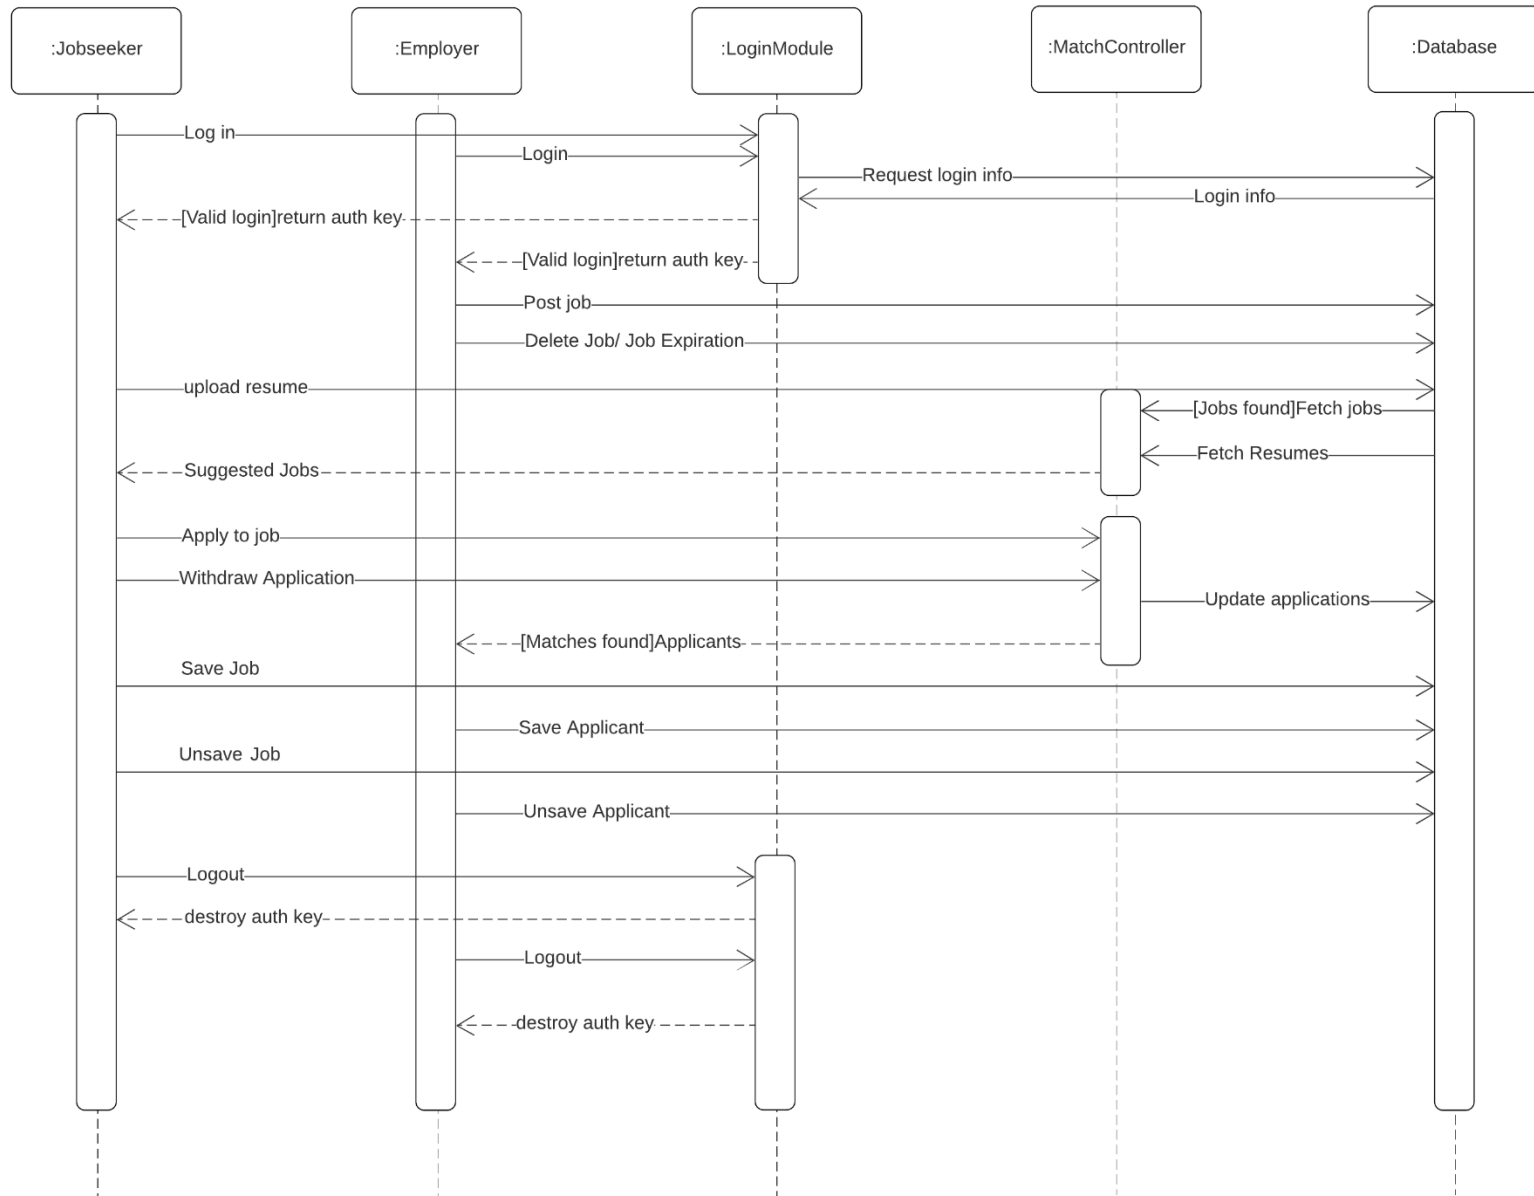 :Jobseeker
:Employer
:LoginModule
:MatchController
:Database
Log in
Login
Request login info
Login info
[Valid login]return auth key
[Valid login]return auth key
Post job
Delete Job/ Job Expiration
upload resume
[Jobs found]Fetch jobs
Fetch Resumes
Suggested Jobs
Apply to job
Withdraw Application
Update applications
[Matches found]Applicants
Save Job
Save Applicant
Unsave Job
Unsave Applicant
Logout
destroy auth key
Logout
destroy auth key